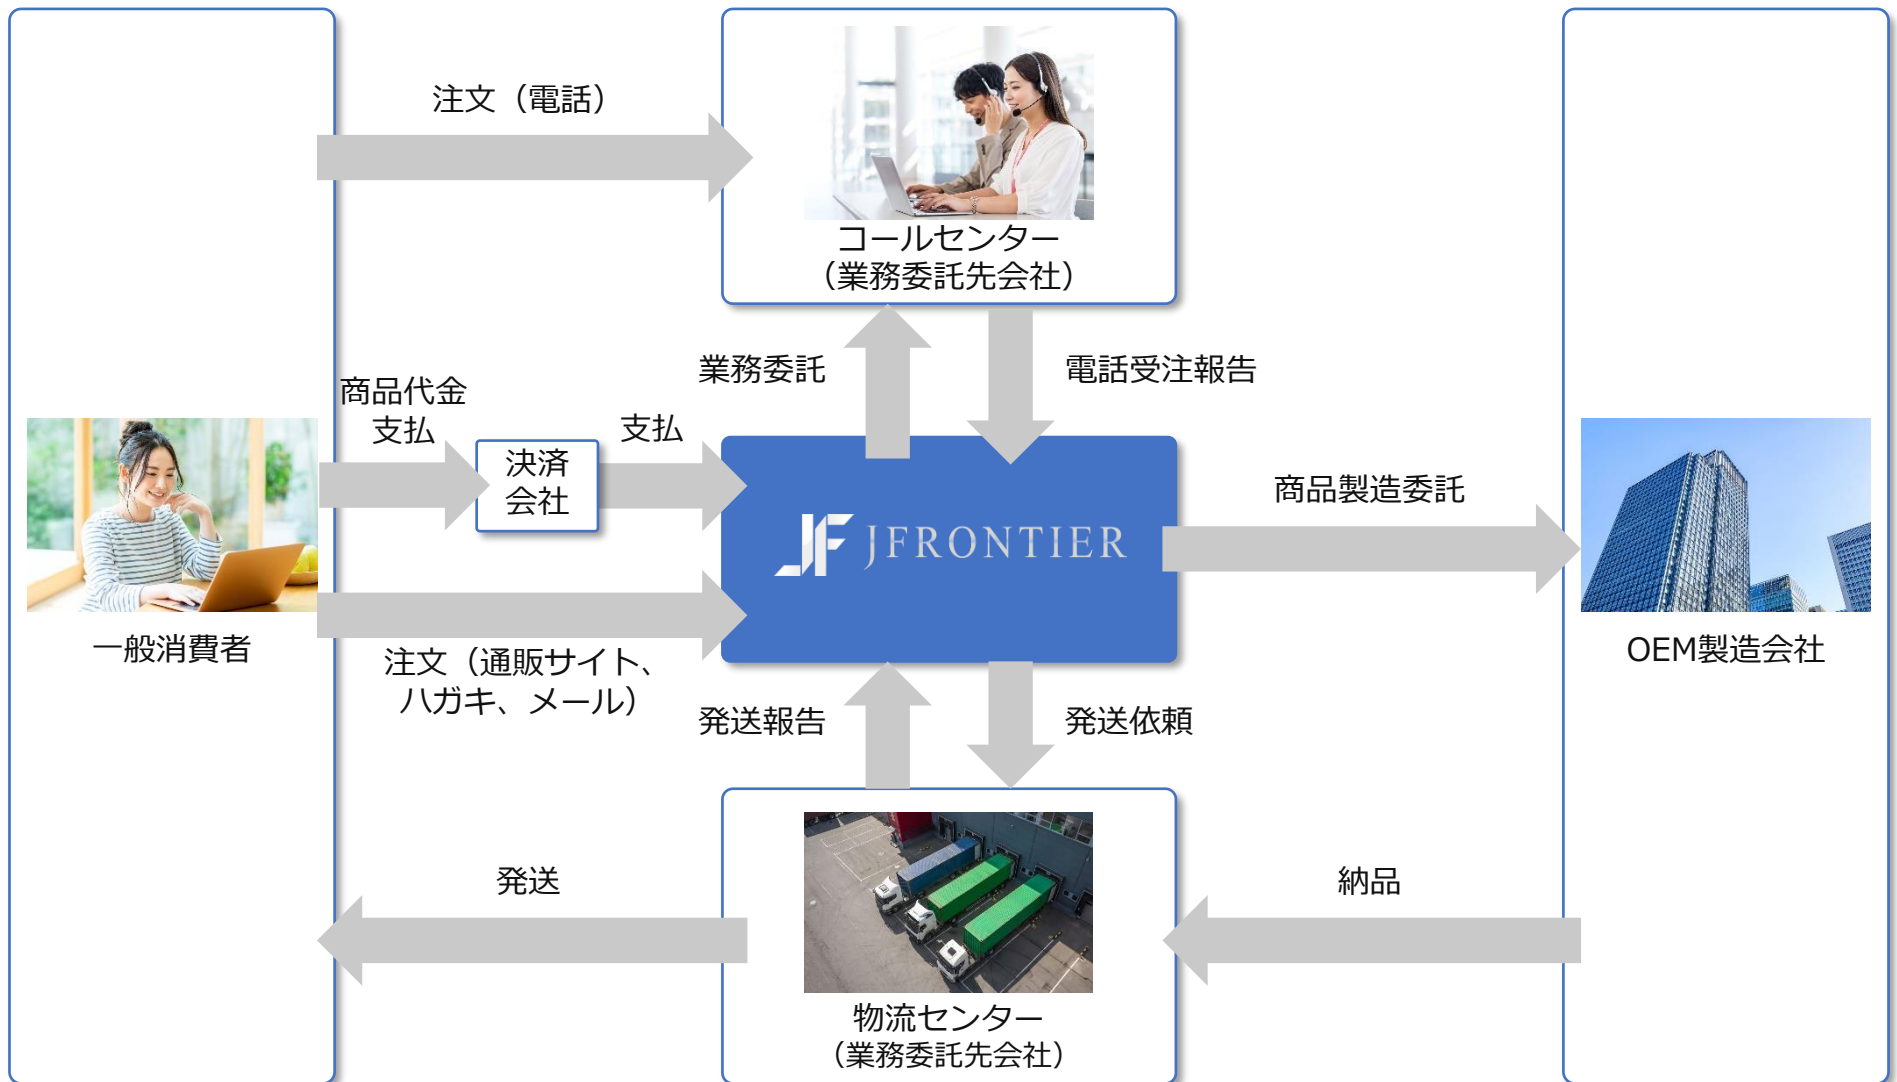 注文（電話）
コールセンター
（業務委託先会社）
業務委託
電話受注報告
商品代金
支払
支払
決済
会社
JF JFRONTIER
商品製造委託
一般消費者
OEM製造会社
注文（通販サイト、
ハガキ、メール）
発送報告
発送依頼
発送
納品
物流センター
（業務委託先会社）